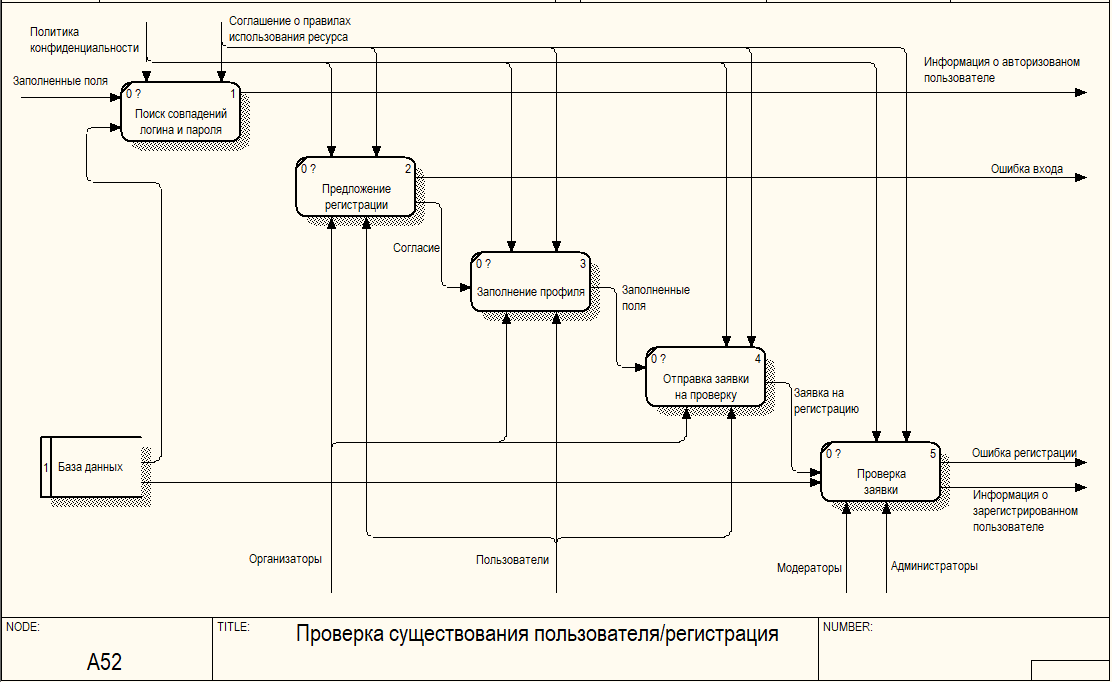 Политика
конфиденциальности
Соглашение о правилах
использования ресурса
Заполненные поля
Информация о авторизованом
пользователе
0 ?
1
Поиск совпадений
логина и пароля
0 ?
2
Предложение
регистрации
Ошибка входа
Согласие
0 ?
3
Заполнение профиля
Заполненные
поля
0 ?
4
Отправка заявки
на проверку
Заявка на
регистрацию
1
База данных
0 ?
5
Проверка
заявки
Ошибка регистрации
Информация о
зарегистрированном
пользователе
Организаторы
Пользователи
Модераторы
Администраторы
NODE:
A52
TITLE:
Проверка существования пользователя/регистрация
NUMBER: